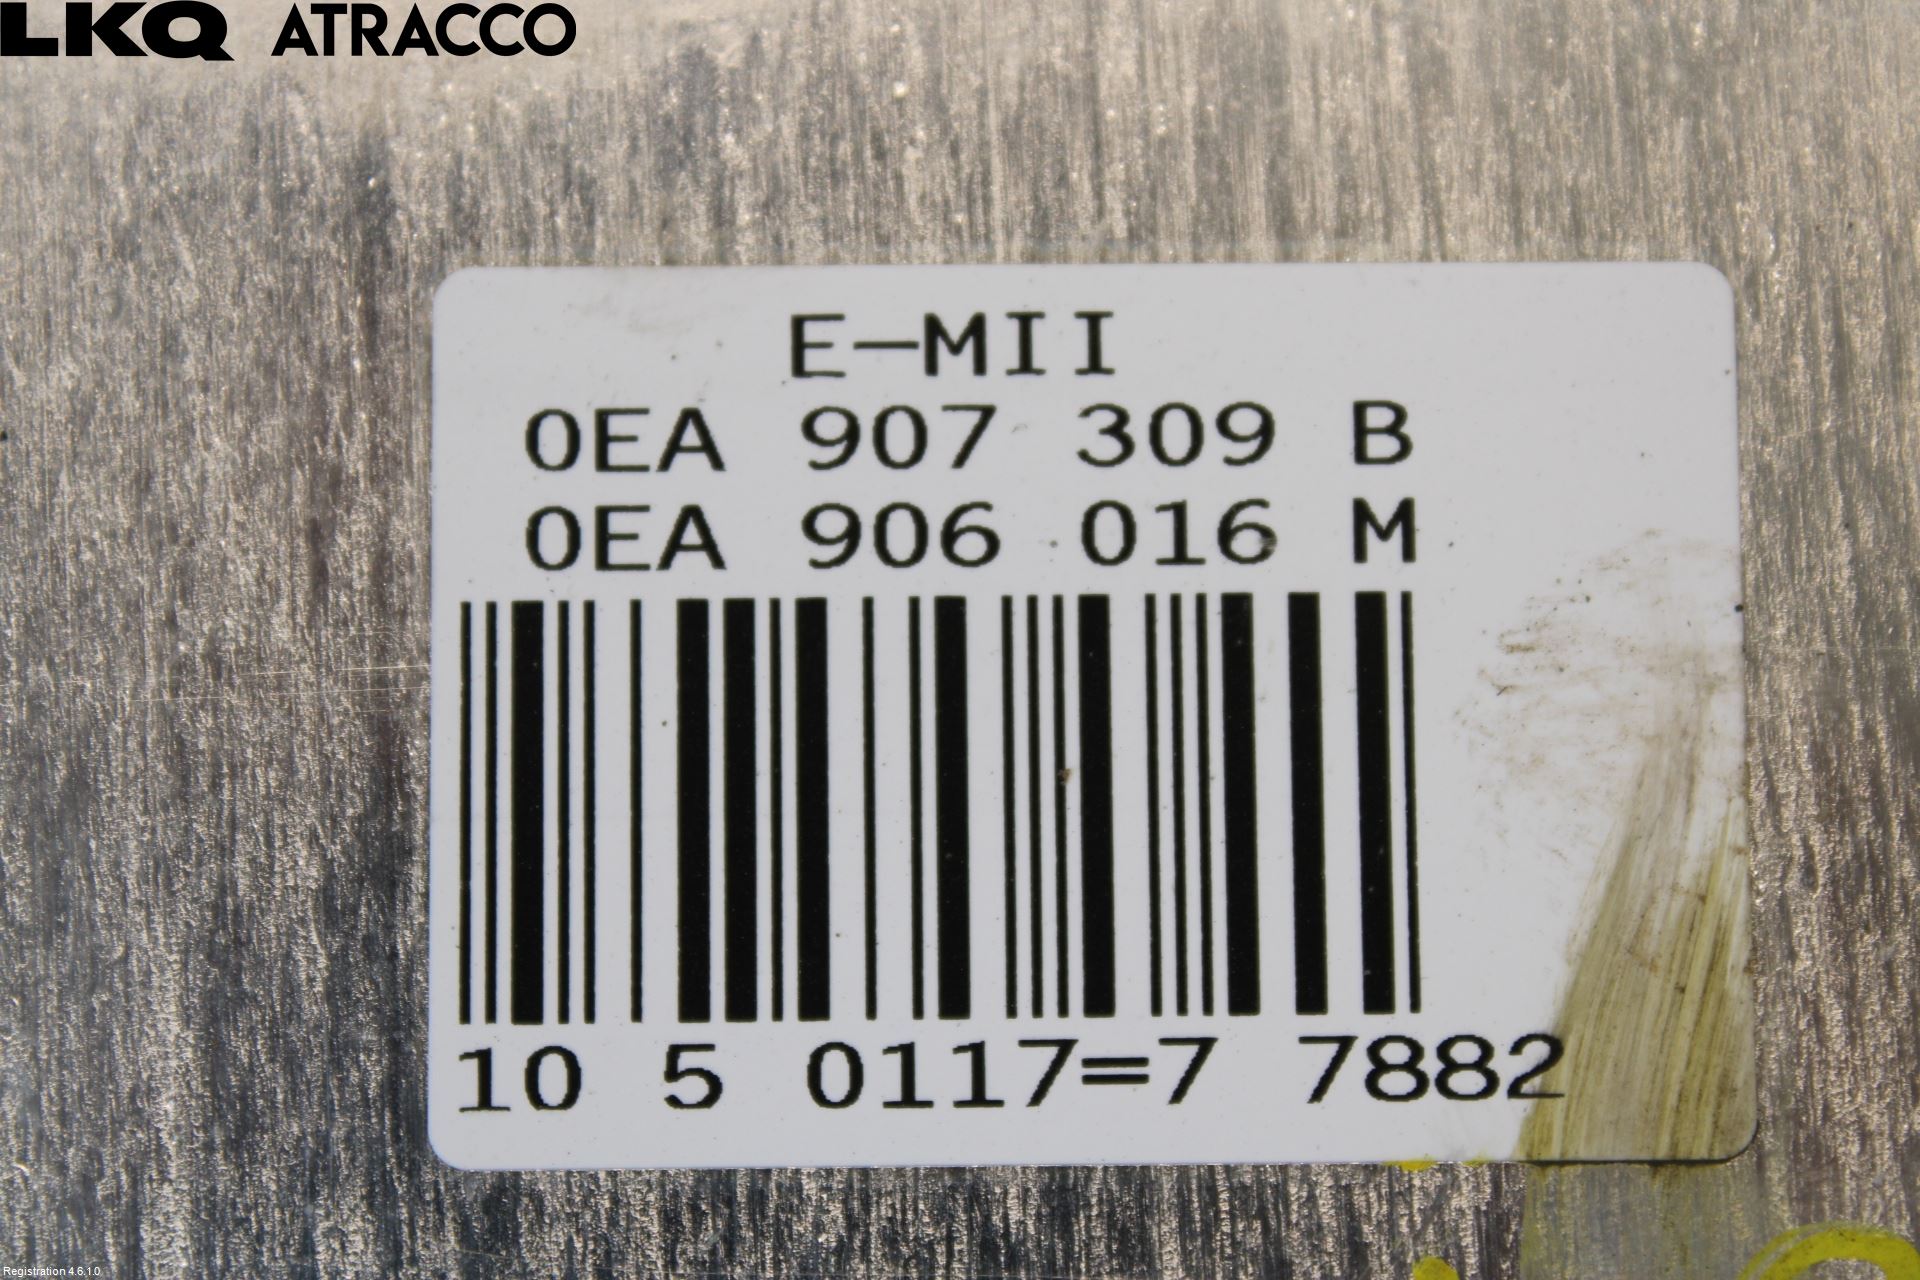 LKQ ATRACCO
E-MII
0EA 907 309 B
0EA 906 016 M
10 5 0117=7 7882
Registration 4.6.1.0